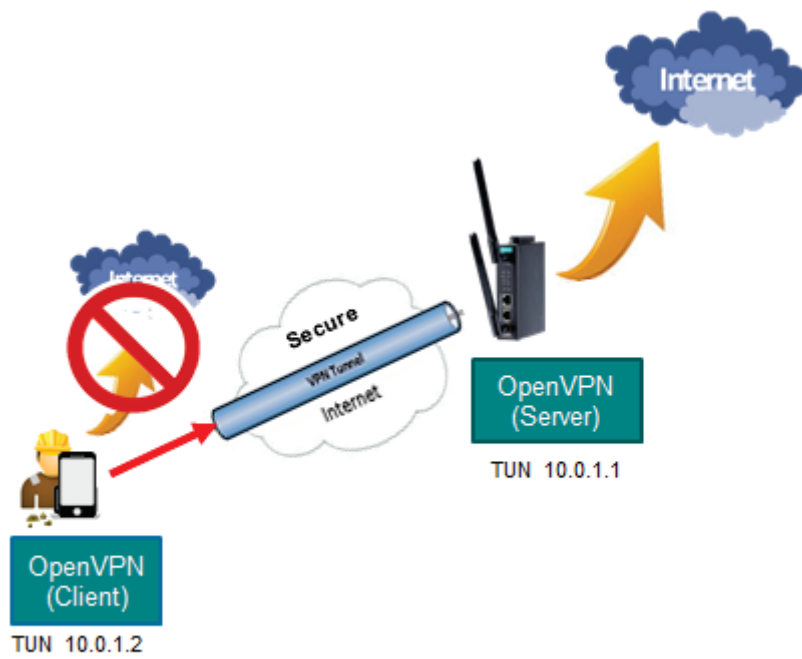 Internet
Internet
Secure
VPN Tunnel
Internet
OpenVPN
(Server)
TUN 10.0.1.1
OpenVPN
(Client)
TUN 10.0.1.2